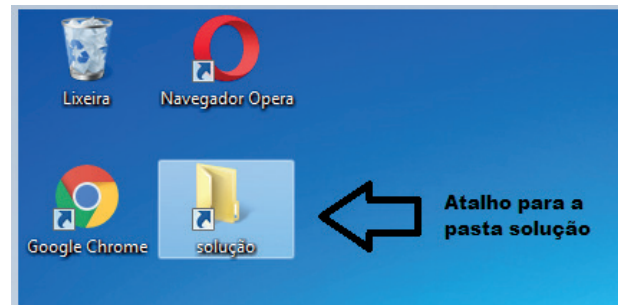 Lixeira
Navegador Opera
Google Chrome
solução
Atalho para a
pasta solução